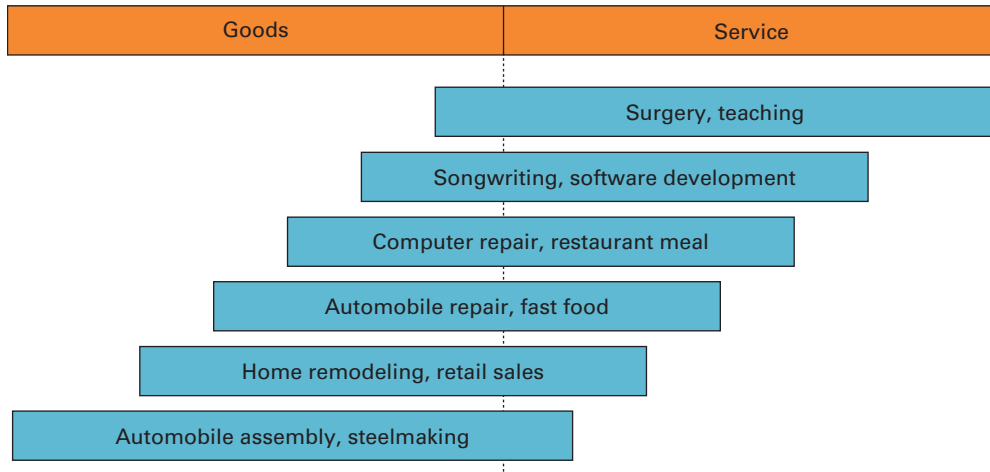 Goods
Service
Surgery, teaching
Songwriting, software development
Computer repair, restaurant meal
Automobile repair, fast food
Home remodeling, retail sales
Automobile assembly, steelmaking